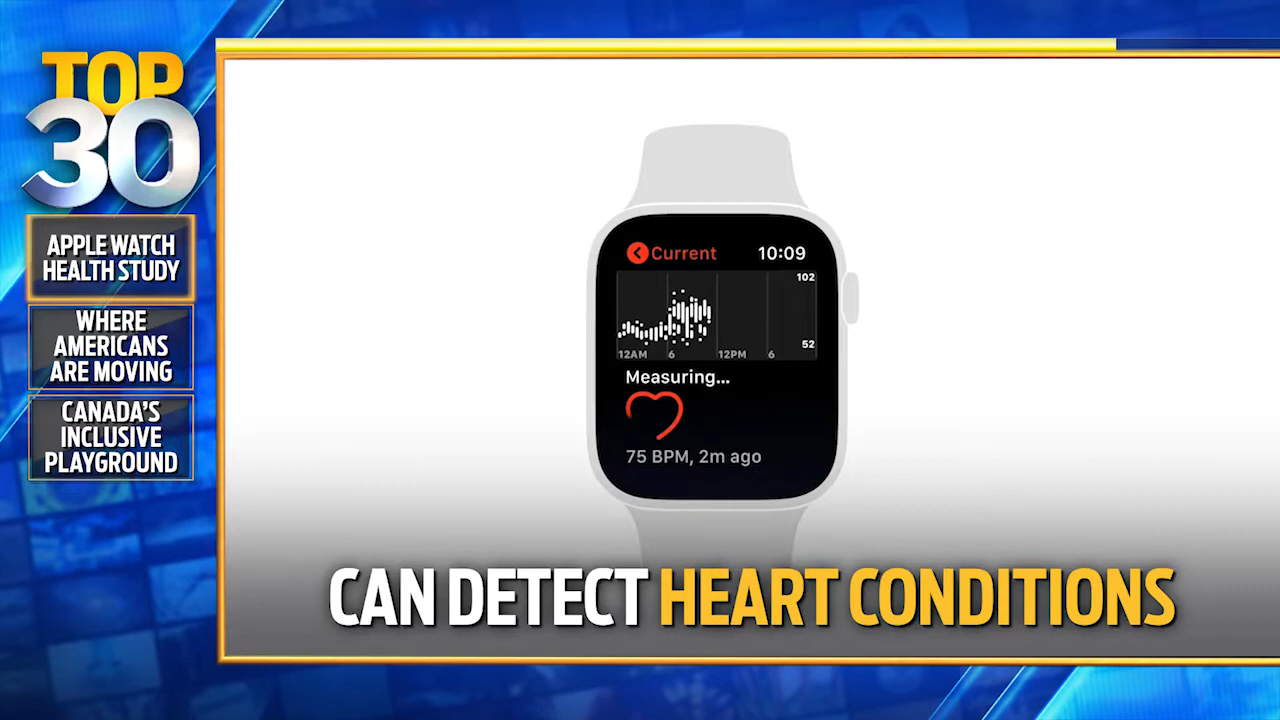 TOP
30
APPLE WATCH
HEALTH STUDY
WHERE
AMERICANS
ARE MOVING
CANADA'S
INCLUSIVE
PLAYGROUND
Current 10:09
102
52
12AM 6 12PM 6
Measuring...
75 BPM, 2m ago
CAN DETECT HEART CONDITIONS